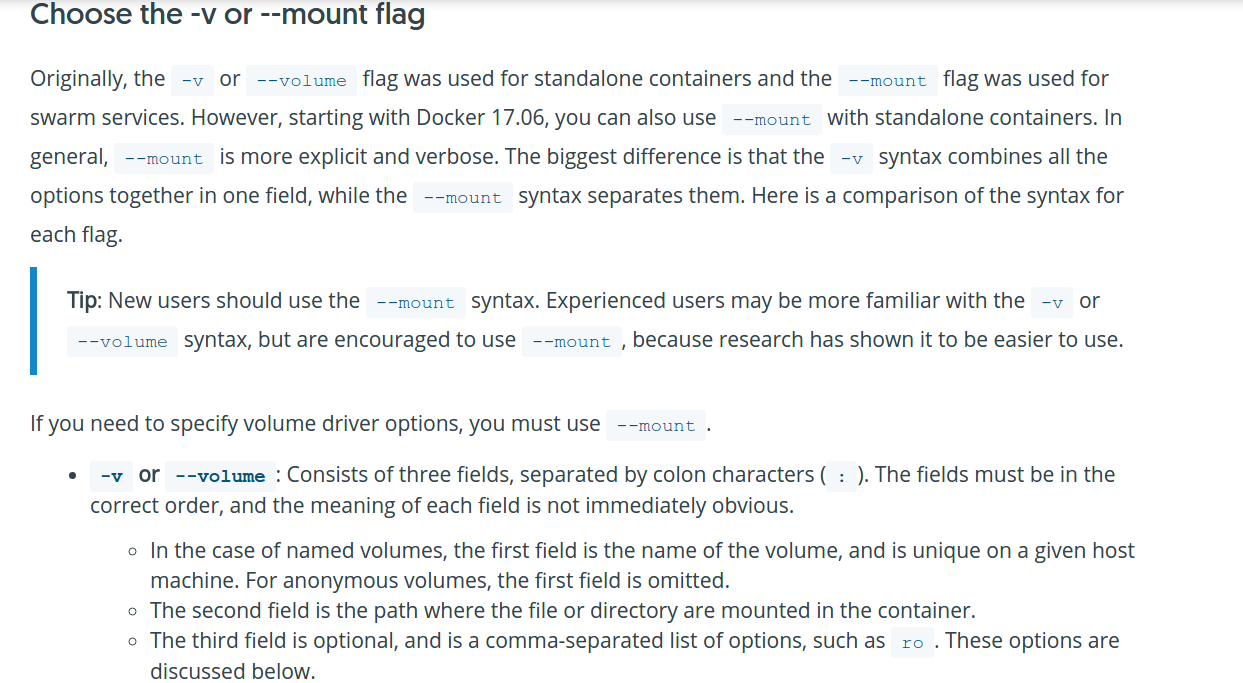 Choose the -v or --mount flag
Originally, the -v or --volume flag was used for standalone containers and the --mount flag was used for
swarm services. However, starting with Docker 17.06, you can also use --mount with standalone containers. In
general, --mount is more explicit and verbose. The biggest difference is that the -v syntax combines all the
options together in one field, while the --mount syntax separates them. Here is a comparison of the syntax for
each flag.
Tip: New users should use the --mount syntax. Experienced users may be more familiar with the -v or
--volume syntax, but are encouraged to use --mount , because research has shown it to be easier to use.
If you need to specify volume driver options, you must use --mount .
• -v or --volume : Consists of three fields, separated by colon characters ( : ). The fields must be in the
correct order, and the meaning of each field is not immediately obvious.
◦ In the case of named volumes, the first field is the name of the volume, and is unique on a given host
machine. For anonymous volumes, the first field is omitted.
◦ The second field is the path where the file or directory are mounted in the container.
◦ The third field is optional, and is a comma-separated list of options, such as ro . These options are
discussed below.